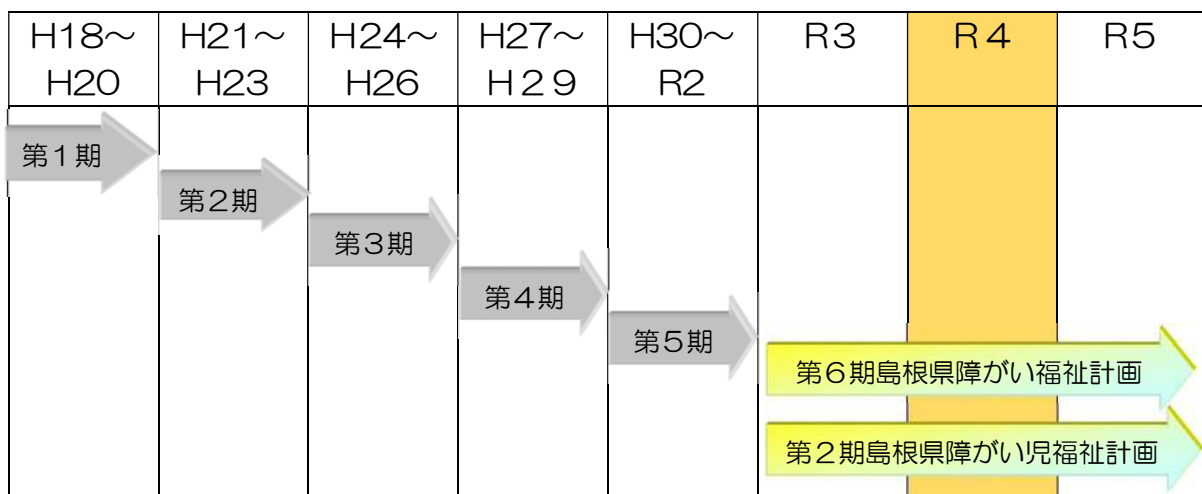 H18~ H21~ H24~ H27~ H30~ R3 R４ R5
H20 H23 H26 H２９ R2
第１期
第２期
第３期
第４期
第５期
第６期島根県障がい福祉計画
第２期島根県障がい児福祉計画